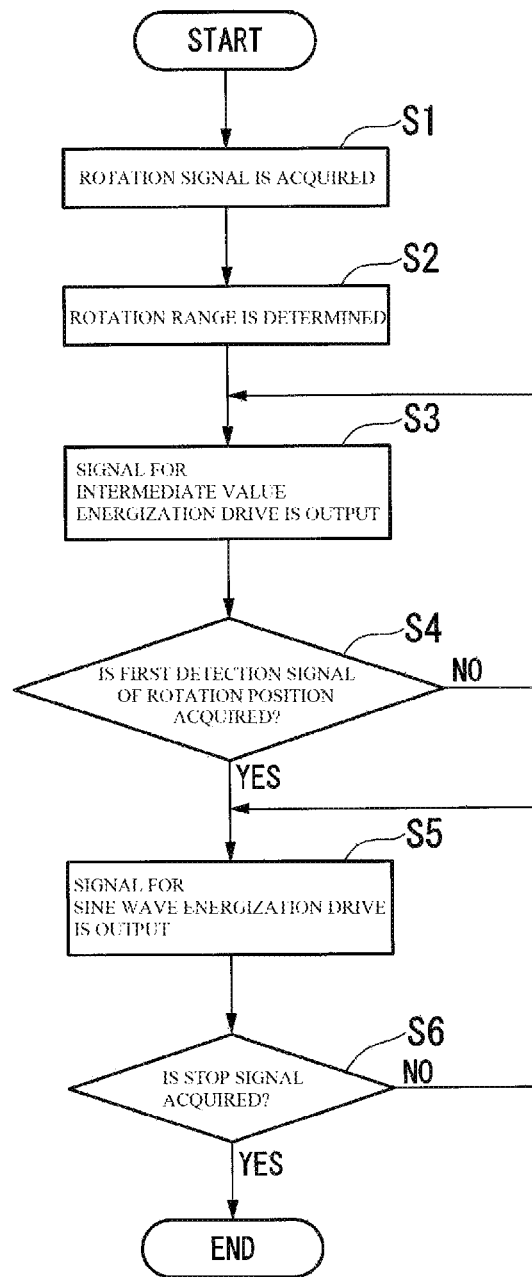 START
S1
ROTATION SIGNAL IS ACQUIRED
S2
ROTATION RANGE IS DETERMINED
S3
SIGNAL FOR
INTERMEDIATE VALUE
ENERGIZATION DRIVE IS OUTPUT
S4
IS FIRST DETECTION SIGNAL
OF ROTATION POSITION
ACQUIRED?
NO
YES
S5
SIGNAL FOR
SINE WAVE ENERGIZATION DRIVE
IS OUTPUT
S6
IS STOP SIGNAL
ACQUIRED?
NO
YES
END